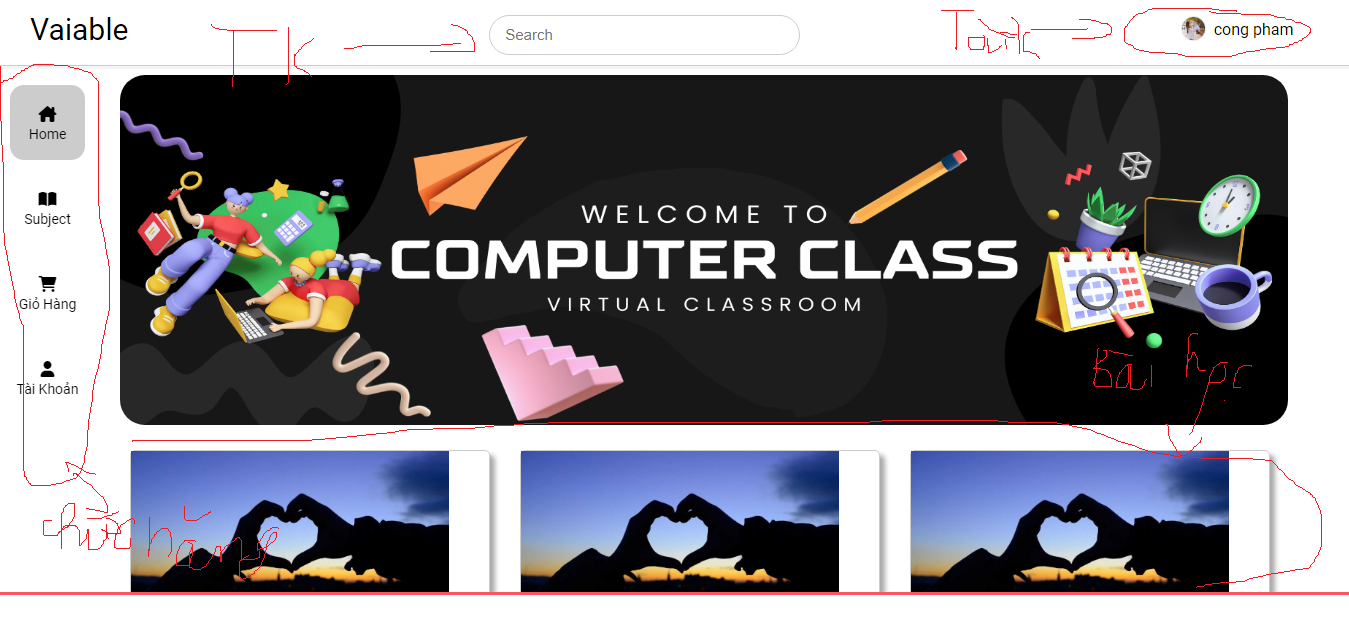 Vaiable
Search
cong pham
TK
Home
Subject
Giỏ Hàng
Tài Khoản
WELCOME TO
COMPUTER CLASS
VIRTUAL CLASSROOM
Bài học
chức năng